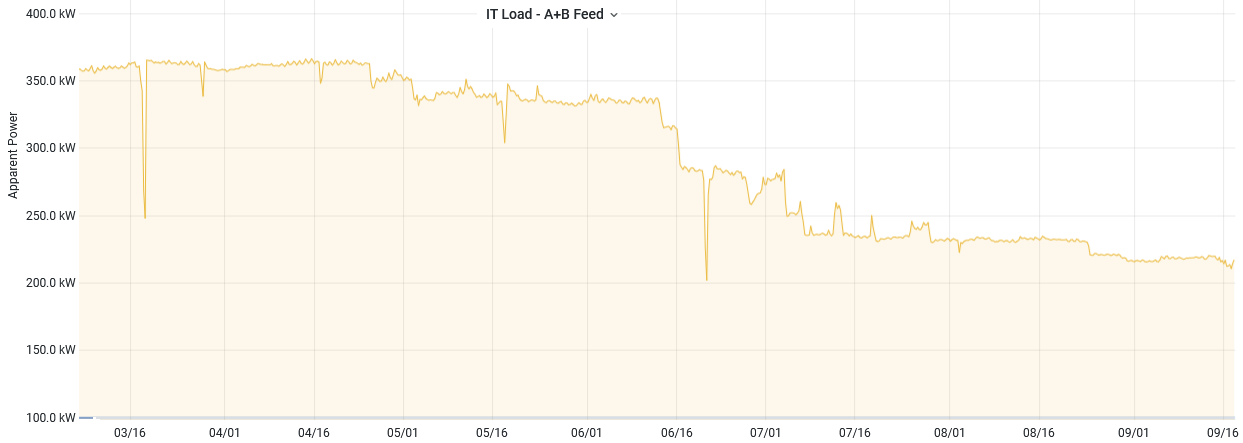 IT Load - A+B Feed
400.0 kW
350.0 kW
300.0 kW
250.0 kW
200.0 kW
150.0 kW
100.0 kW
Apparent Power
03/16 04/01 04/16 05/01 05/16 06/01 06/16 07/01 07/16 08/01 08/16 09/01 09/16